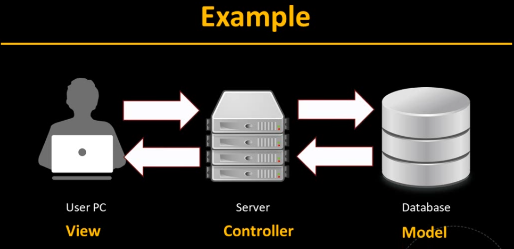 Example
User PC
Server
Database
View
Controller
Model